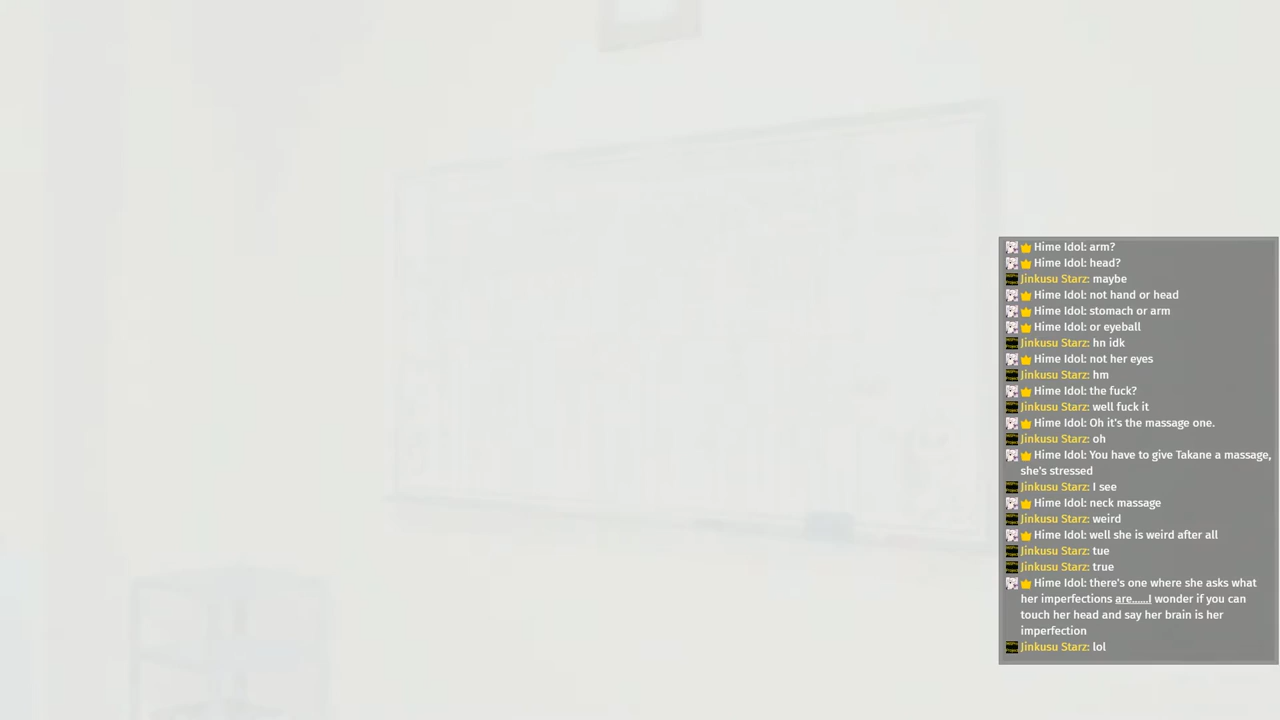 Hime Idol: arm?
Hime Idol: head?
Jinkusu Starz: maybe
Hime Idol: not hand or head
Hime Idol: stomach or arm
Hime Idol: or eyeball
Jinkusu Starz: hn idk
Hime Idol: not her eyes
Jinkusu Starz: hm
Hime Idol: the fuck?
Jinkusu Starz: well fuck it
Hime Idol: Oh it's the massage one.
Jinkusu Starz: oh
Hime Idol: You have to give Takane a massage,
she's stressed
Jinkusu Starz: I see
Hime Idol: neck massage
Jinkusu Starz: weird
Hime Idol: well she is weird after all
Jinkusu Starz: tue
Jinkusu Starz: true
Hime Idol: there's one where she asks what
her imperfections are......I wonder if you can
touch her head and say her brain is her
imperfection
Jinkusu Starz: lol